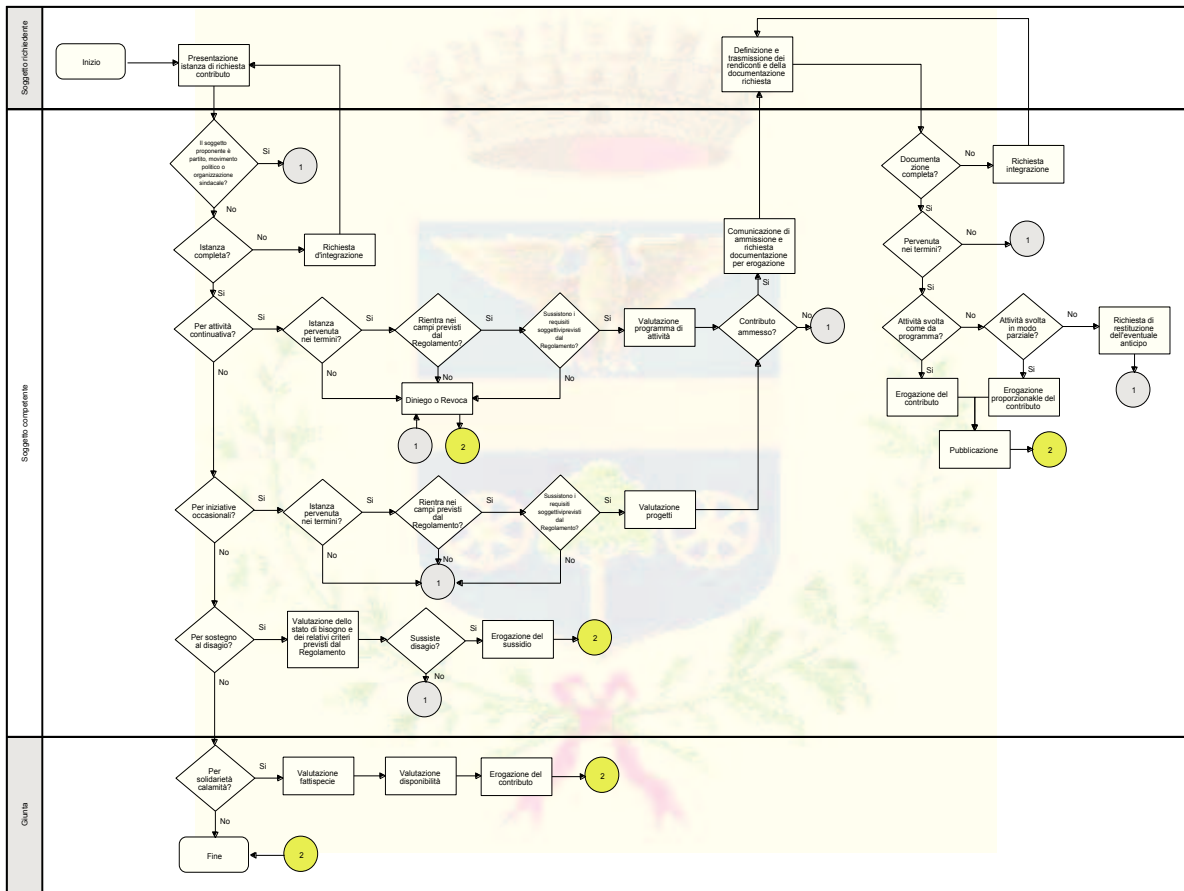 Soggetto richiedente
Inizio
Presentazione
istanza di richiesta
contributo
Definizione e
trasmissione dei
rendiconti e della
documentazione
richiesta
Soggetto competente
Il soggetto
proponente è
partito, movimento
politico o
organizzazione
sindacale?
Si
1
No
Istanza
completa?
No
Richiesta
d'integrazione
Si
Comunicazione di
ammissione e
richiesta
documentazione
per erogazione
Si
Documenta
zione
completa?
No
Richiesta
integrazione
Si
Pervenuta
nei termini?
No
1
Si
Per attività
continuativa?
Si
Istanza
pervenuta
nei termini?
Si
Rientra nei
campi previsti
dal
Regolamento?
Si
Sussistono i
requisiti
soggettiviprevisti
dal
Regolamento?
Si
Valutazione
programma di
attività
Contributo
ammesso?
No
1
Attività svolta
come da
programma?
No
Attività svolta
in modo
parziale?
No
Richiesta di
restituzione
dell'eventuale
anticipo
1
No
No
No
No
Diniego o Revoca
1
2
Si
Si
Erogazione del
contributo
Erogazione
proporzionakle del
contributo
Pubblicazione
2
Per iniziative
occasionali?
Si
Istanza
pervenuta
nei termini?
Si
Rientra nei
campi previsti
dal
Regolamento?
Si
Sussistono i
requisiti
soggettiviprevisti
dal
Regolamento?
Si
Valutazione
progetti
No
No
No
No
1
Per sostegno
al disagio?
Si
Valutazione dello
stato di bisogno e
dei relativi criteri
previsti dal
Regolamento
Sussiste
disagio?
Si
Erogazione del
sussidio
2
No
No
1
Giunta
Per
solidarietà
calamità?
Si
Valutazione
fattispecie
Valutazione
disponibilità
Erogazione del
contributo
2
No
Fine
2